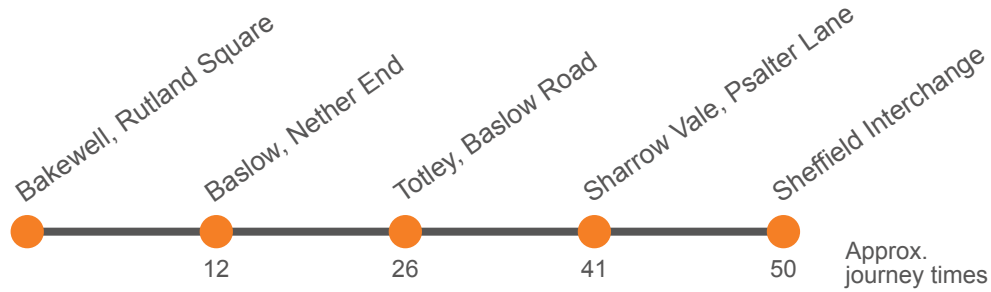 Bakewell, Rutland Square
Baslow, Nether End
Totley, Baslow Road
Sharrow Vale, Psalter Lane
Sheffield Interchange
12
26
41
50
Approx.
journey times